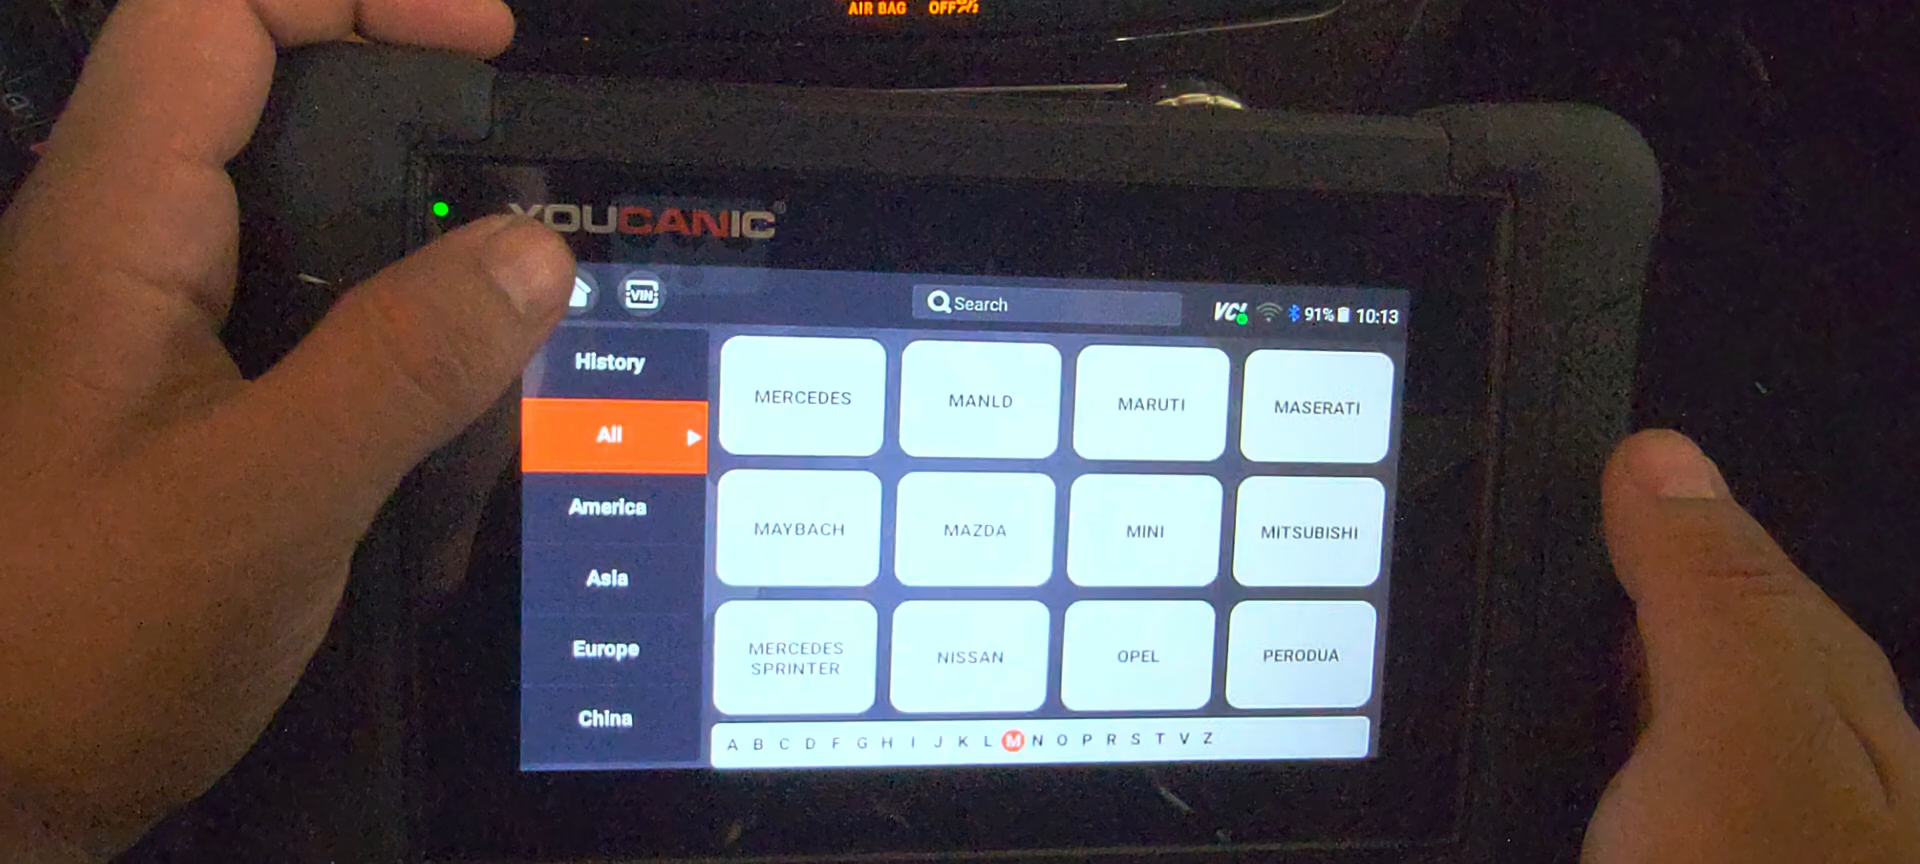 AIR BAG OFF
YOUCANIC®
VIN
Search
VCI 91% 10:13
History
All
America
Asia
Europe
China
MERCEDES MANLD MARUTI MASERATI
MAYBACH MAZDA MINI MITSUBISHI
MERCEDES SPRINTER NISSAN OPEL PERODUA
A B C D F G H I J K L M N O P R S T V Z